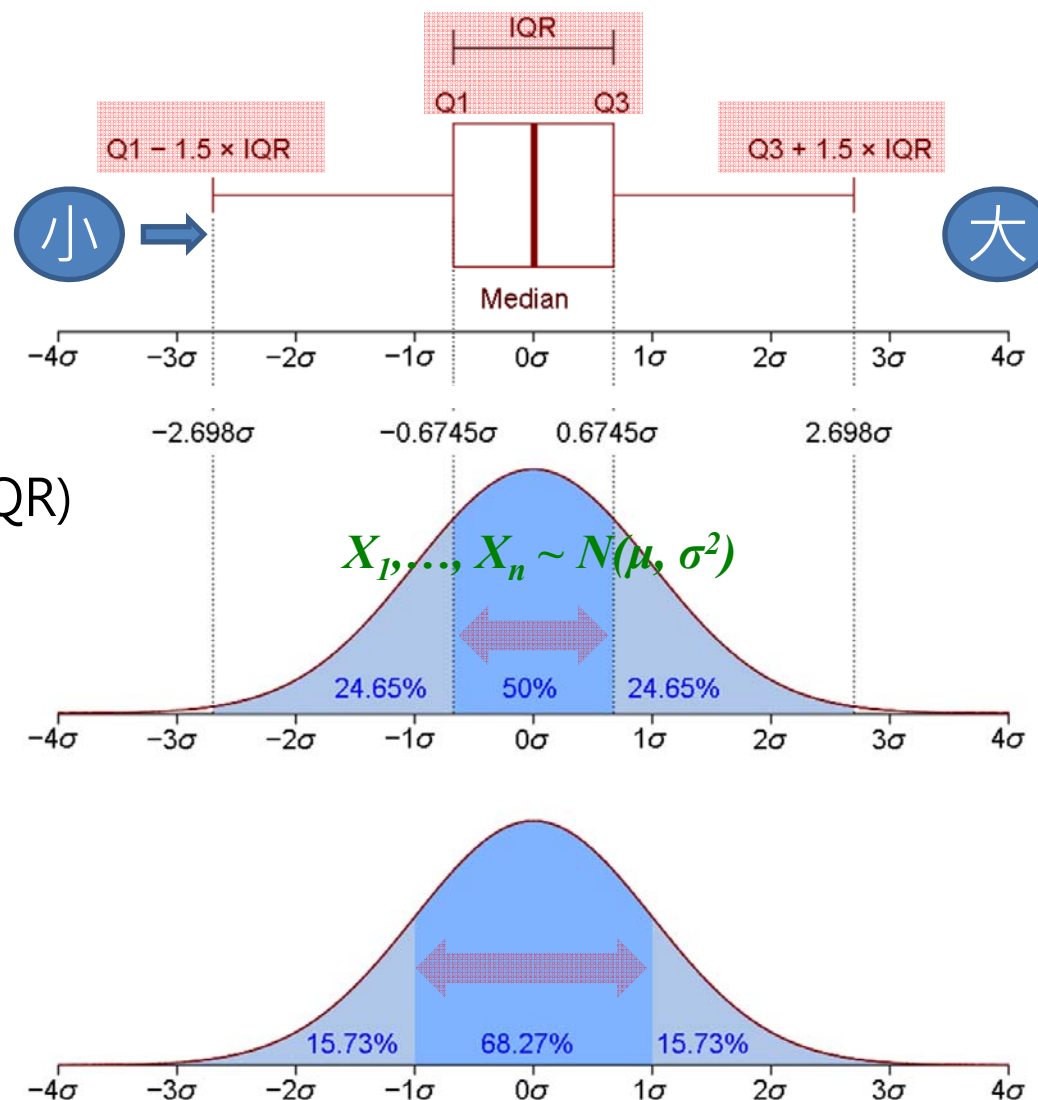 IQR
Q1 Q3
Q1 − 1.5 × IQR Q3 + 1.5 × IQR
小 大
Median
−4σ −3σ −2σ −1σ 0σ 1σ 2σ 3σ 4σ
−2.698σ −0.6745σ 0.6745σ 2.698σ
QR)
X1,…, Xn ~ N(μ, σ2)
24.65% 50% 24.65%
−4σ −3σ −2σ −1σ 0σ 1σ 2σ 3σ 4σ
15.73% 68.27% 15.73%
−4σ −3σ −2σ −1σ 0σ 1σ 2σ 3σ 4σ